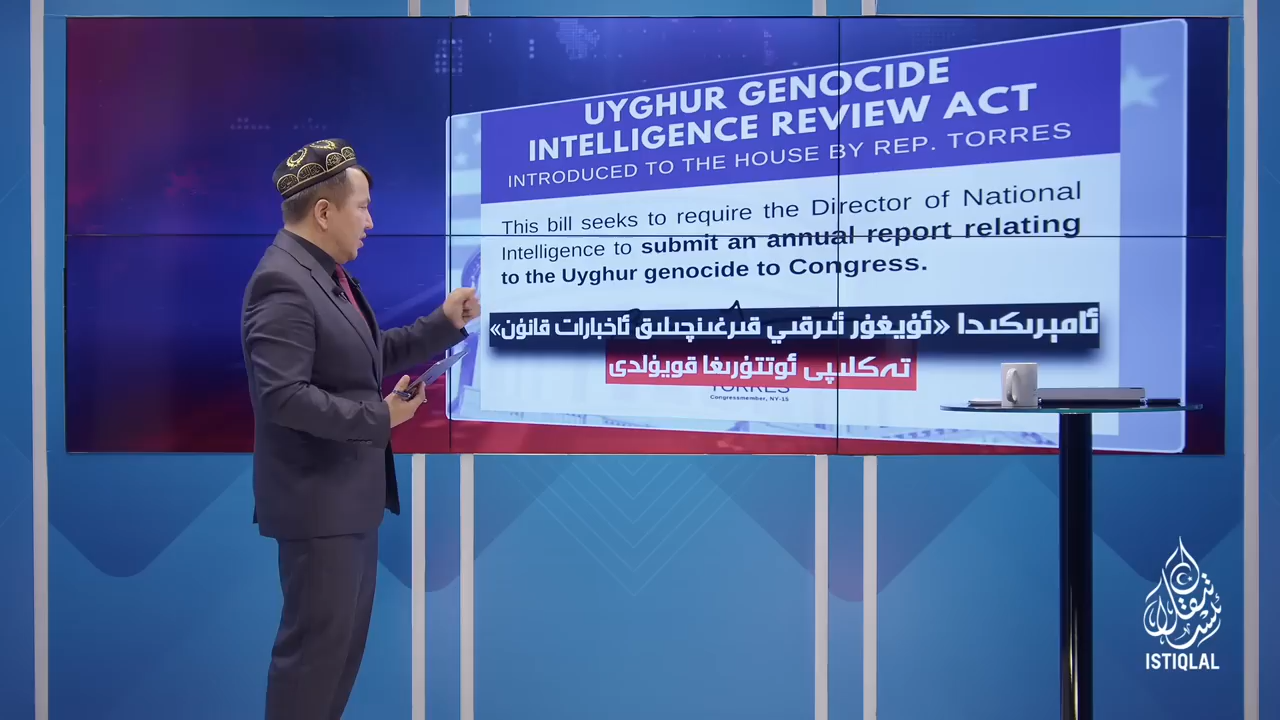 UYGHUR GENOCIDE
INTELLIGENCE REVIEW ACT
INTRODUCED TO THE HOUSE BY REP. TORRES
This bill seeks to require the Director of National
Intelligence to submit an annual report relating
to the Uyghur genocide to Congress.
ئامېرىكىدا «ئۇيغۇر ئىرقىي قىرغىنچىلىق ئاخبارات قانۇن»
تەكلىپى ئوتتۇرىغا قويۇلدى
TORRES
Congressmember, NY-15
ئىستىقلال
ISTIQLAL